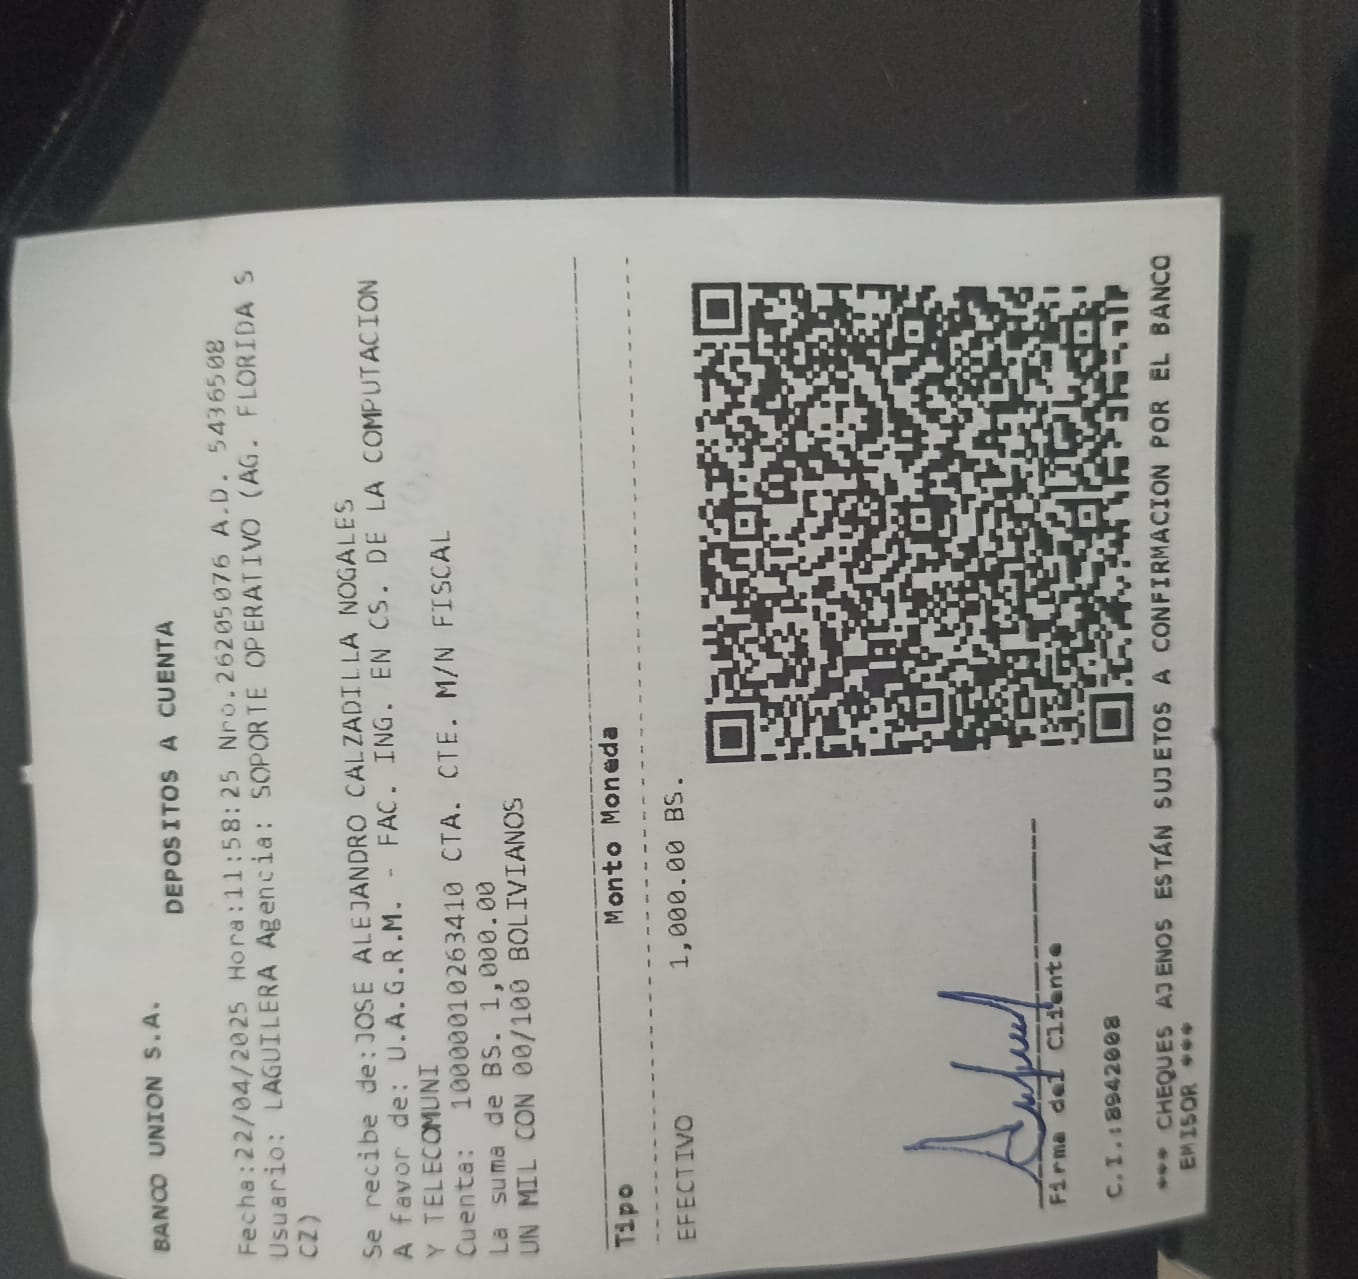 BANCO UNION S.A. DEPOSITOS A CUENTA
Fecha:22/04/2025 Hora:11:58:25 Nro.26205076 A.D. 5436508
Usuario: LAGUILERA Agencia: SOPORTE OPERATIVO (AG. FLORIDA S
CZ)
Se recibe de:JOSE ALEJANDRO CALZADILLA NOGALES
A favor de: U.A.G.R.M. - FAC. ING. EN CS. DE LA COMPUTACION
Y TELECOMUNI
Cuenta: 10000010263410 CTA. CTE. M/N FISCAL
La suma de BS. 1,000.00
UN MIL CON 00/100 BOLIVIANOS
Tipo Monto Moneda
EFECTIVO 1,000.00 BS.
Firma del Cliente
C.I.:8942008
*** CHEQUES AJENOS ESTÁN SUJETOS A CONFIRMACION POR EL BANCO
EMISOR ***